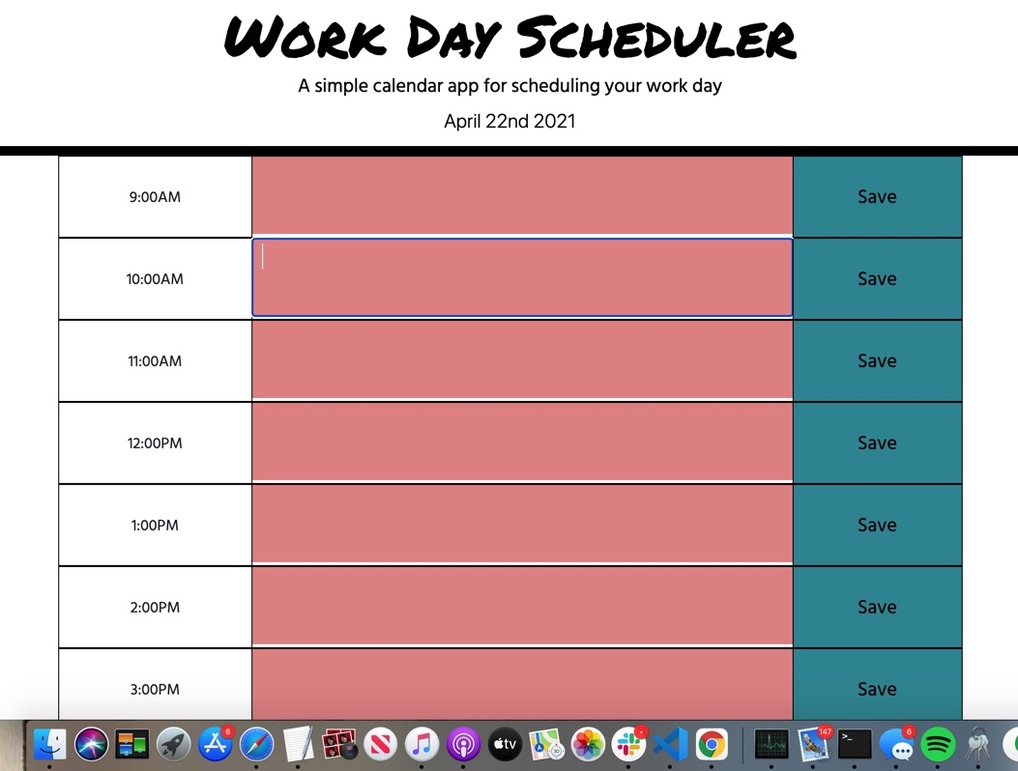 Work Day Scheduler
A simple calendar app for scheduling your work day
April 22nd 2021
9:00AM
Save
10:00AM
Save
11:00AM
Save
12:00PM
Save
1:00PM
Save
2:00PM
Save
3:00PM
Save
6
tv
147
>_
6